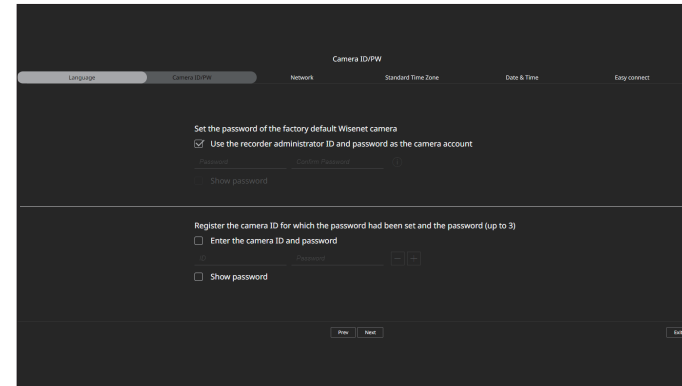 Camera ID/PW
Language Camera ID/PW Network Standard Time Zone Date & Time Easy connect
Set the password of the factory default Wisenet camera
Use the recorder administrator ID and password as the camera account
Password Confirm Password
Show password
Register the camera ID for which the password had been set and the password (up to 3)
Enter the camera ID and password
ID Password
Show password
Prev Next Exit